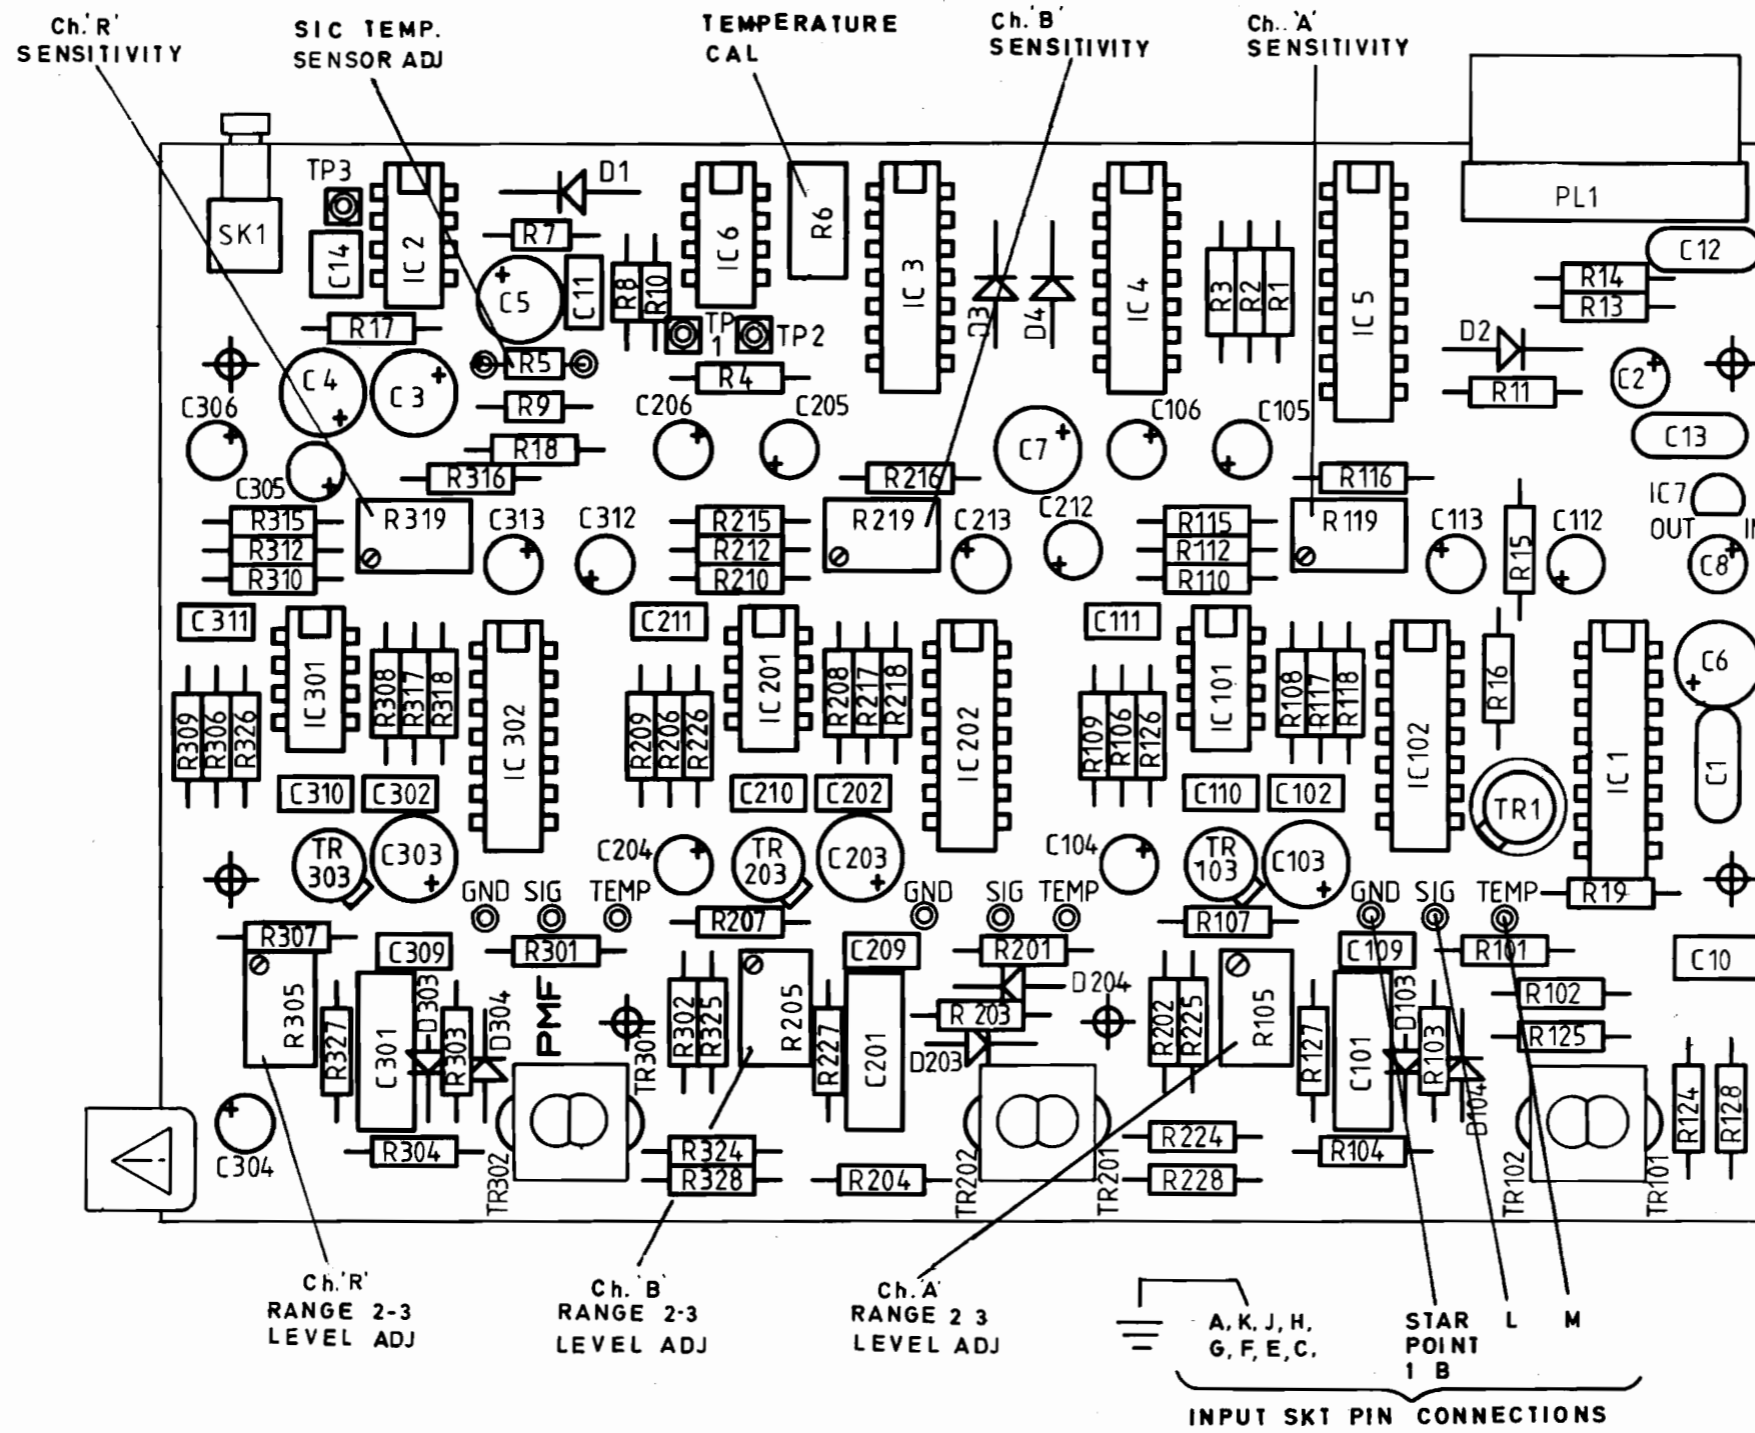 Ch.'R'
SENSITIVITY
SIC TEMP.
SENSOR ADJ
TEMPERATURE
CAL
Ch.'B'
SENSITIVITY
Ch..'A'
SENSITIVITY
TP3
D1
PL1
SK1
C14
IC 2
R7
C5
C11
R8
R10
IC 6
R6
IC 3
D3
D4
IC 4
R3
R2
R1
IC 5
C12
R14
R13
D2
R11
C2
R17
TP
1
TP2
R5
R4
C4
C3
R9
C306
C206
C205
C7
C106
C105
C13
R18
R316
C305
R216
R116
IC7
OUT
IN
R315
R312
R310
R319
C313
C312
R215
R212
R210
R219
C213
C212
R115
R112
R110
R119
C113
R15
C112
C8
C311
C211
C111
IC301
R308
R317
R318
IC 302
IC 201
R208
R217
R218
IC 202
IC 101
R108
R117
R118
IC102
R16
IC 1
C6
R309
R306
R326
R209
R206
R226
R109
R106
R126
C1
C310
C302
C210
C202
C110
C102
TR1
TR
303
C303
C204
TR
203
C203
C104
TR
103
C103
GND
SIG
TEMP
GND
SIG
TEMP
GND
SIG
TEMP
R19
R207
R107
R307
C309
R301
C209
R201
C109
R101
C10
R305
R327
C301
D303
R303
D304
PMF
TR301
R302
R325
R205
R227
C201
D204
R 203
D203
R202
R225
R105
R127
C101
D103
R103
D104
R102
R125
R124
R128
C304
R304
TR302
R324
R328
R204
TR202
TR201
R224
R228
R104
TR102
TR101
Ch.'R'
RANGE 2-3
LEVEL ADJ
Ch.'B'
RANGE 2-3
LEVEL ADJ
Ch.'A'
RANGE 2 3
LEVEL ADJ
A, K, J, H,
G, F, E, C.
STAR
POINT
1 B
L
M
INPUT SKT PIN CONNECTIONS